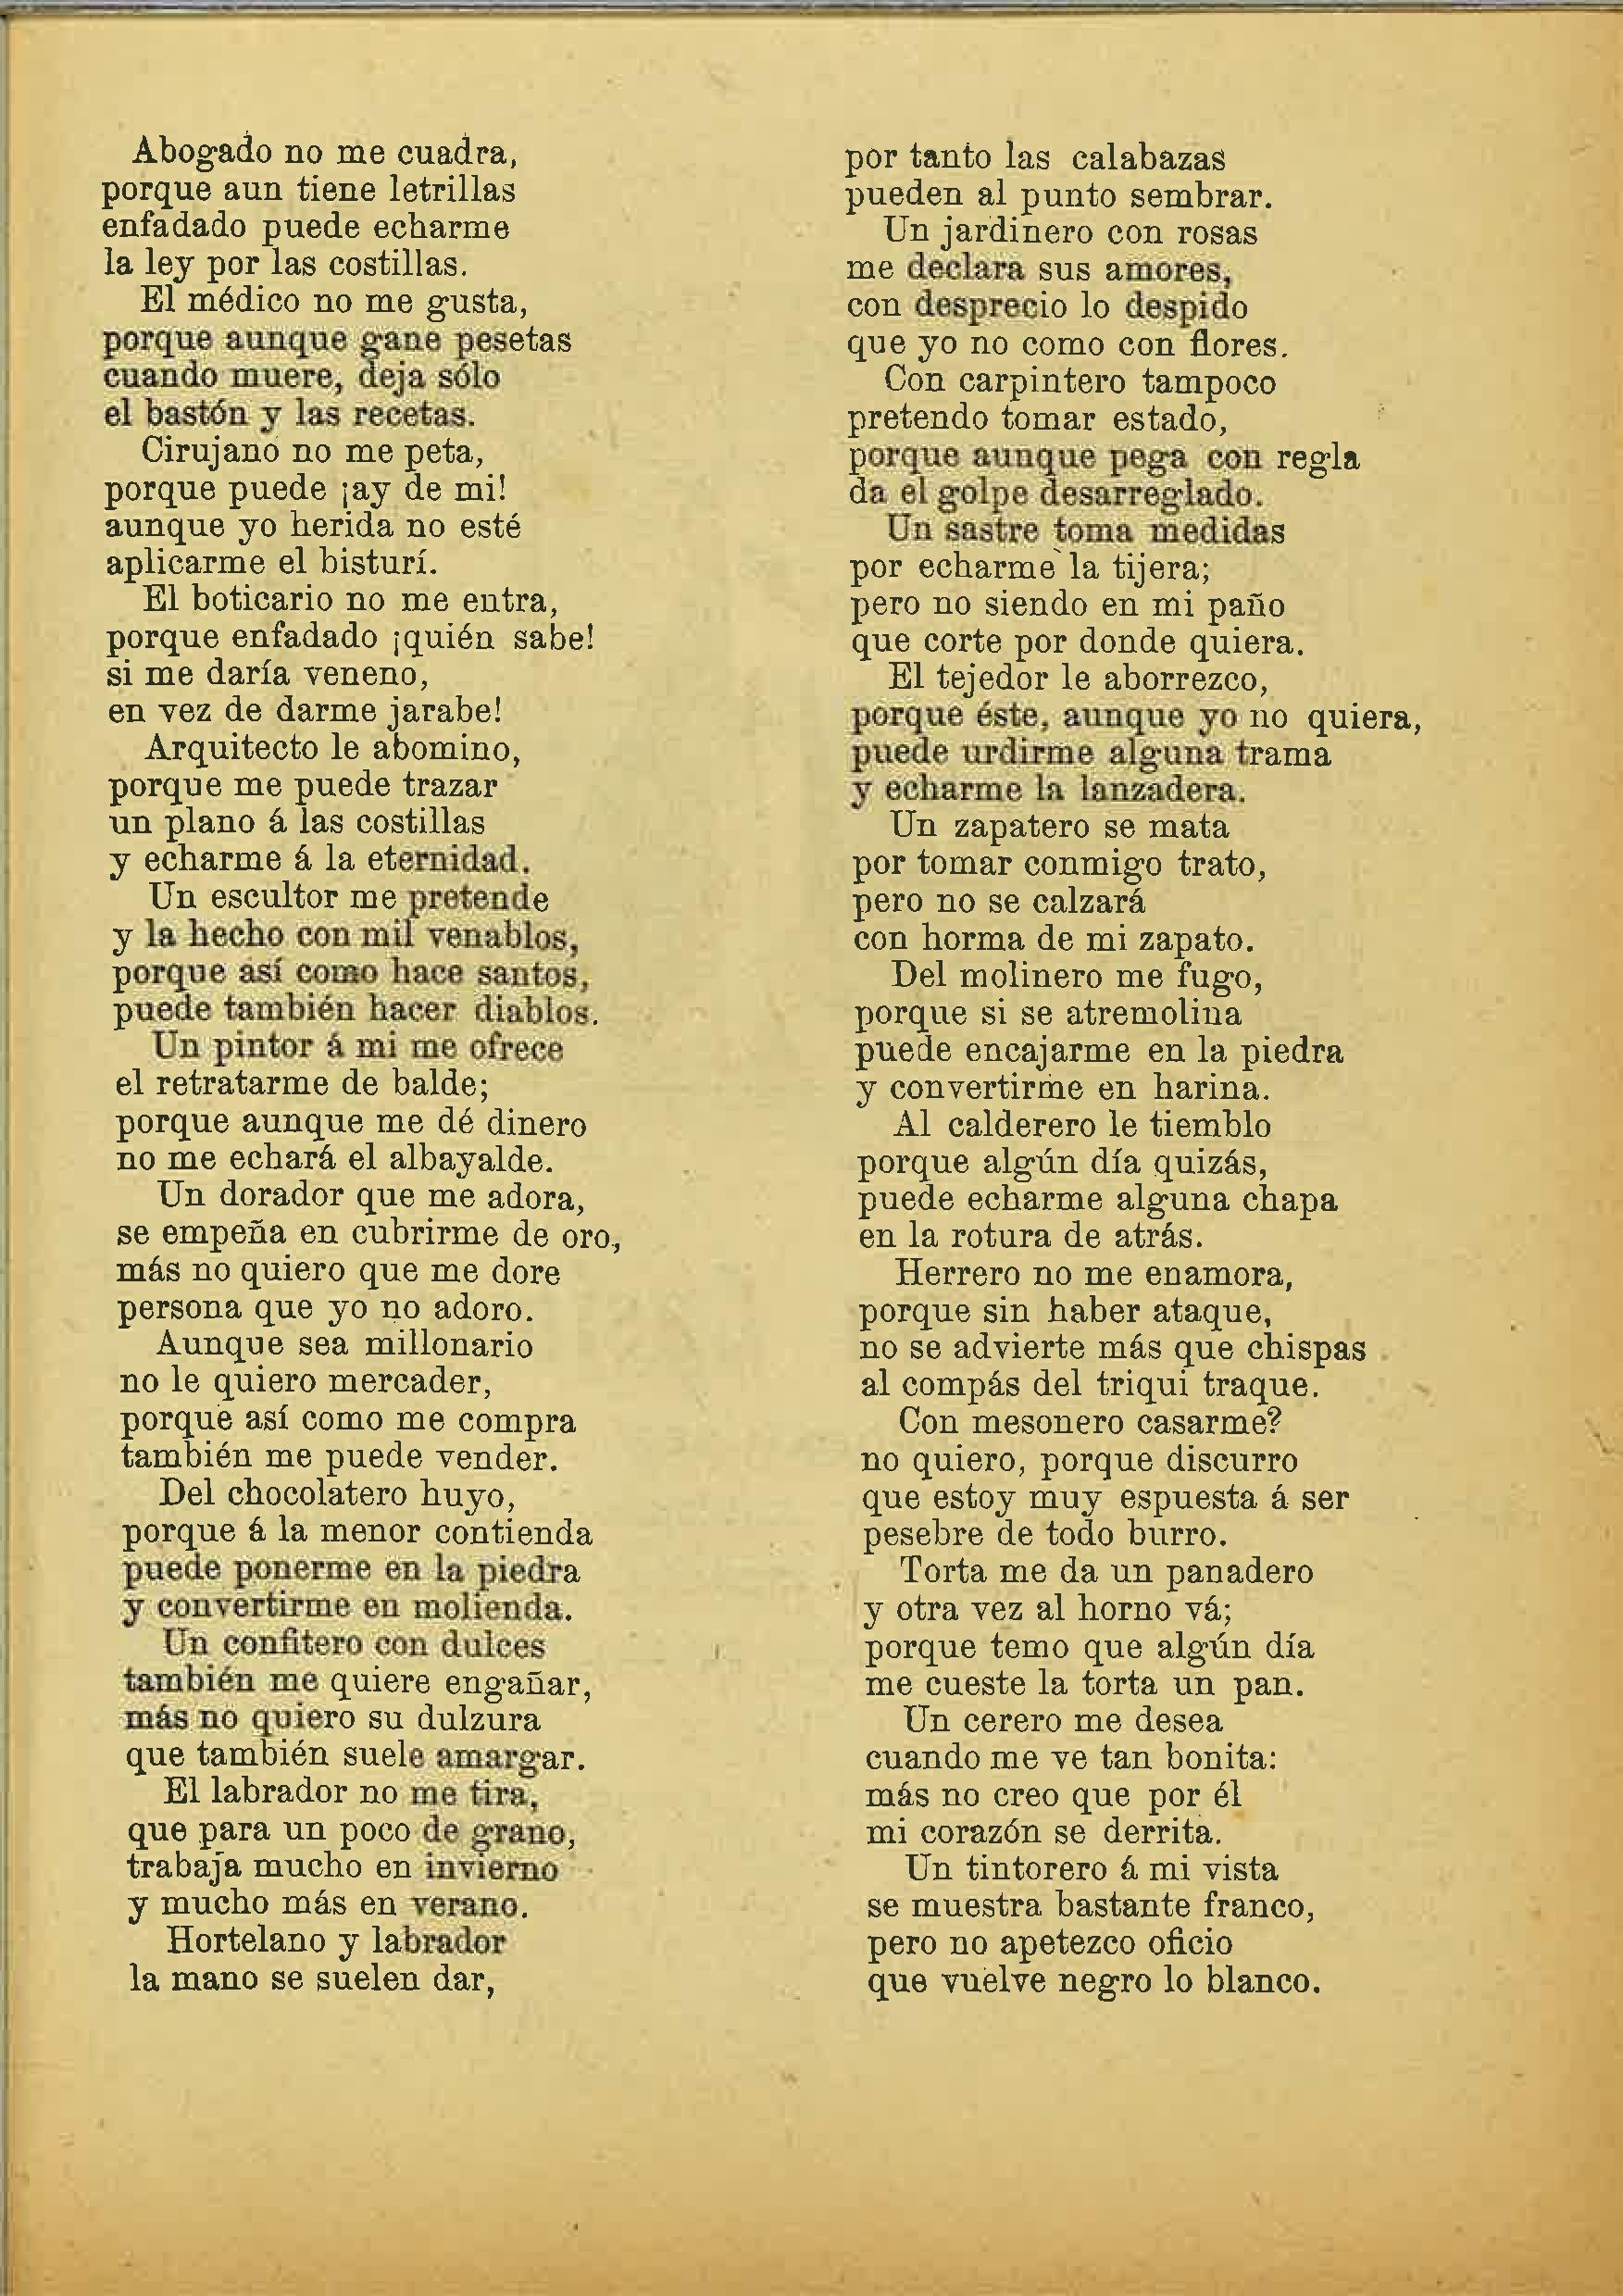 Abogado no me cuadra,
porque aun tiene letrillas
enfadado puede echarme
la ley por las costillas.
El médico no me gusta,
porque aunque gane pesetas
cuando muere, deja sólo
el bastón y las recetas.
Cirujano no me peta,
porque puede ¡ay de mi!
aunque yo herida no esté
aplicarme el bisturí.
El boticario no me entra,
porque enfadado ¡quién sabe!
si me daría veneno,
en vez de darme jarabe!
Arquitecto le abomino,
porque me puede trazar
un plano á las costillas
y echarme á la eternidad.
Un escultor me pretende
y la hecho con mil venablos,
porque así como hace santos,
puede también hacer diablos.
Un pintor á mi me ofrece
el retratarme de balde;
porque aunque me dé dinero
no me echará el albayalde.
Un dorador que me adora,
se empeña en cubrirme de oro,
más no quiero que me dore
persona que yo no adoro.
Aunque sea millonario
no le quiero mercader,
porque así como me compra
también me puede vender.
Del chocolatero huyo,
porque á la menor contienda
puede ponerme en la piedra
y convertirme en molienda.
Un confitero con dulces
también me quiere engañar,
más no quiero su dulzura
que también suele amargar.
El labrador no me tira,
que para un poco de grano,
trabaja mucho en invierno
y mucho más en verano.
Hortelano y labrador
la mano se suelen dar,
por tanto las calabazas
pueden al punto sembrar.
Un jardinero con rosas
me declara sus amores,
con desprecio lo despido
que yo no como con flores.
Con carpintero tampoco
pretendo tomar estado,
porque aunque pega con regla
da el golpe desarreglado.
Un sastre toma medidas
por echarme la tijera;
pero no siendo en mi paño
que corte por donde quiera.
El tejedor le aborrezco,
porque éste, aunque yo no quiera,
puede urdirme alguna trama
y echarme la lanzadera.
Un zapatero se mata
por tomar conmigo trato,
pero no se calzará
con horma de mi zapato.
Del molinero me fugo,
porque si se atremolina
puede encajarme en la piedra
y convertirme en harina.
Al calderero le tiemblo
porque algún día quizás,
puede echarme alguna chapa
en la rotura de atrás.
Herrero no me enamora,
porque sin haber ataque,
no se advierte más que chispas
al compás del triqui traque.
Con mesonero casarme?
no quiero, porque discurro
que estoy muy espuesta á ser
pesebre de todo burro.
Torta me da un panadero
y otra vez al horno vá;
porque temo que algún día
me cueste la torta un pan.
Un cerero me desea
cuando me ve tan bonita:
más no creo que por él
mi corazón se derrita.
Un tintorero á mi vista
se muestra bastante franco,
pero no apetezco oficio
que vuelve negro lo blanco.